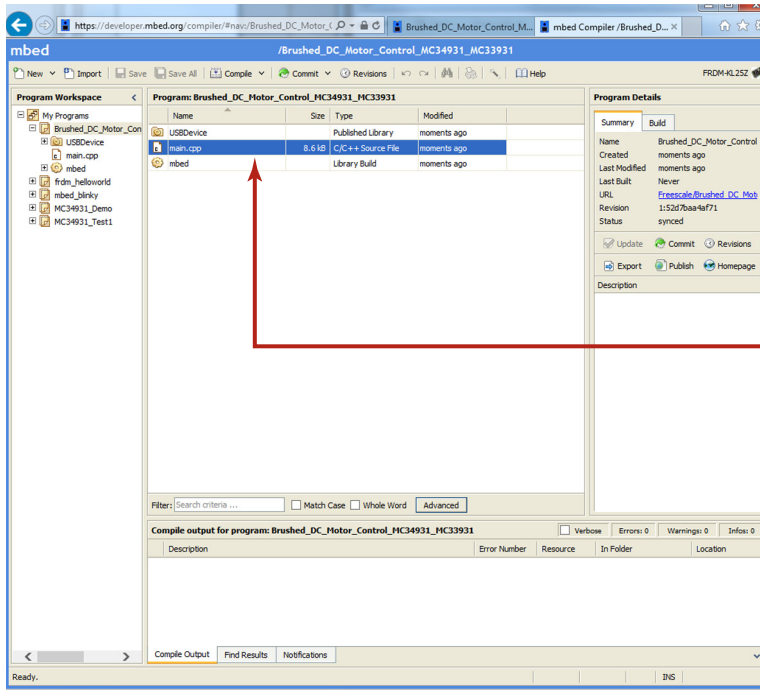 https://developer.mbed.org/compiler/#nav:/Brushed_DC_Motor_(
Brushed_DC_Motor_Control_M...
mbed Compiler /Brushed_D...
mbed
/Brushed_DC_Motor_Control_MC34931_MC33931
New
Import
Save
Save All
Compile
Commit
Revisions
Help
FRDM-KL25Z
Program Workspace
My Programs
Brushed_DC_Motor_Con
USBDevice
main.cpp
mbed
frdm_helloworld
mbed_blinky
MC34931_Demo
MC34931_Test1
Program: Brushed_DC_Motor_Control_MC34931_MC33931
Name Size Type Modified
USBDevice Published Library moments ago
main.cpp 8.6 kB C/C++ Source File moments ago
mbed Library Build moments ago
Filter: Search criteria ... Match Case Whole Word Advanced
Program Details
Summary Build
Name Brushed_DC_Motor_Control
Created moments ago
Last Modified moments ago
Last Built Never
URL Freescale/Brushed_DC_Mot
Revision 1:52d7baa4af71
Status synced
Update Commit Revisions
Export Publish Homepage
Description
Compile output for program: Brushed_DC_Motor_Control_MC34931_MC33931
Verbose Errors: 0 Warnings: 0 Infos: 0
Description Error Number Resource In Folder Location
Compile Output Find Results Notifications
Ready. INS